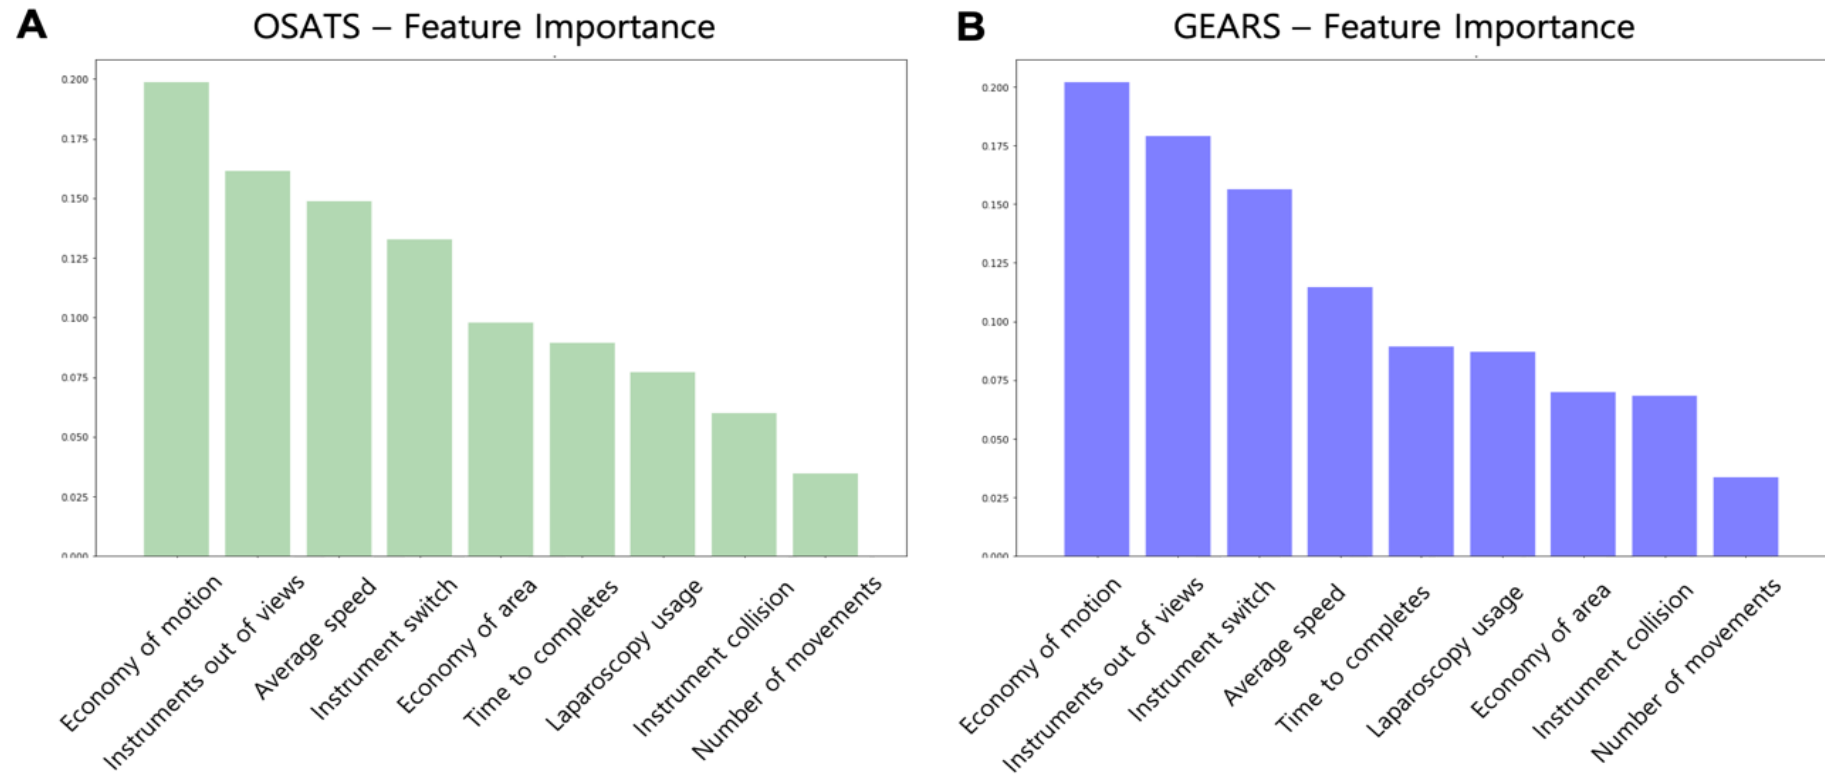 A
OSATS – Feature Importance
0.200
0.175
0.150
0.125
0.100
0.075
0.050
0.025
0.000
Economy of motion
Instruments out of views
Average speed
Instrument switch
Economy of area
Time to completes
Laparoscopy usage
Instrument collision
Number of movements
B
GEARS – Feature Importance
0.200
0.175
0.150
0.125
0.100
0.075
0.050
0.025
0.000
Economy of motion
Instruments out of views
Instrument switch
Average speed
Time to completes
Laparoscopy usage
Economy of area
Instrument collision
Number of movements